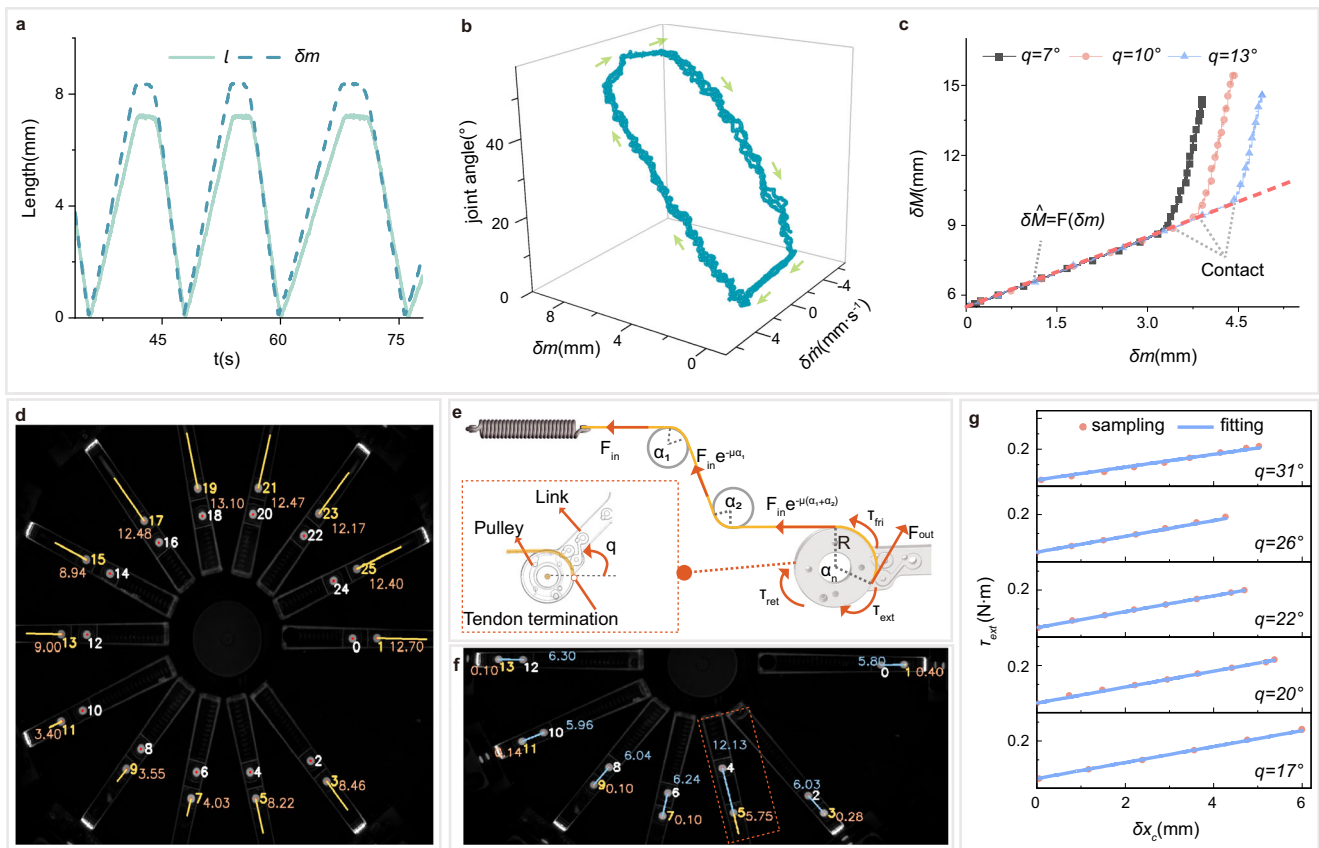 a
l
δm
Length(mm)
8
4
0
45
60
75
t(s)
b
joint angle(°)
40
20
0
8
4
0
δm(mm)
4
0
-4
δṁ(mm·s⁻¹)
c
q=7°
q=10°
q=13°
δM(mm)
15
12
9
6
0
1.5
3.0
4.5
δm(mm)
δM̂=F(δm)
Contact
d
19
13.10
18
21
12.47
20
17
12.48
16
23
12.17
22
15
8.94
14
25
12.40
24
13
9.00
12
0
1
12.70
10
11
3.40
8
9
3.55
6
7
4.03
4
5
8.22
2
3
8.46
e
F_in
α₁
F_in e^-μα₁
α₂
F_in e^-μ(α₁+α₂)
τ_fri
F_out
R
α_n
τ_ret
τ_ext
Link
Pulley
q
Tendon termination
f
6.30
13
12
0.10
5.80
0
1
0.40
10
5.96
11
0.14
8
6.04
9
0.10
6
6.24
7
0.10
12.13
4
5
5.75
6.03
2
3
0.28
g
sampling
fitting
0.2
q=31°
0.2
q=26°
0.2
q=22°
0.2
q=20°
0.2
q=17°
τ_ext (N·m)
0
2
4
6
δx_c(mm)